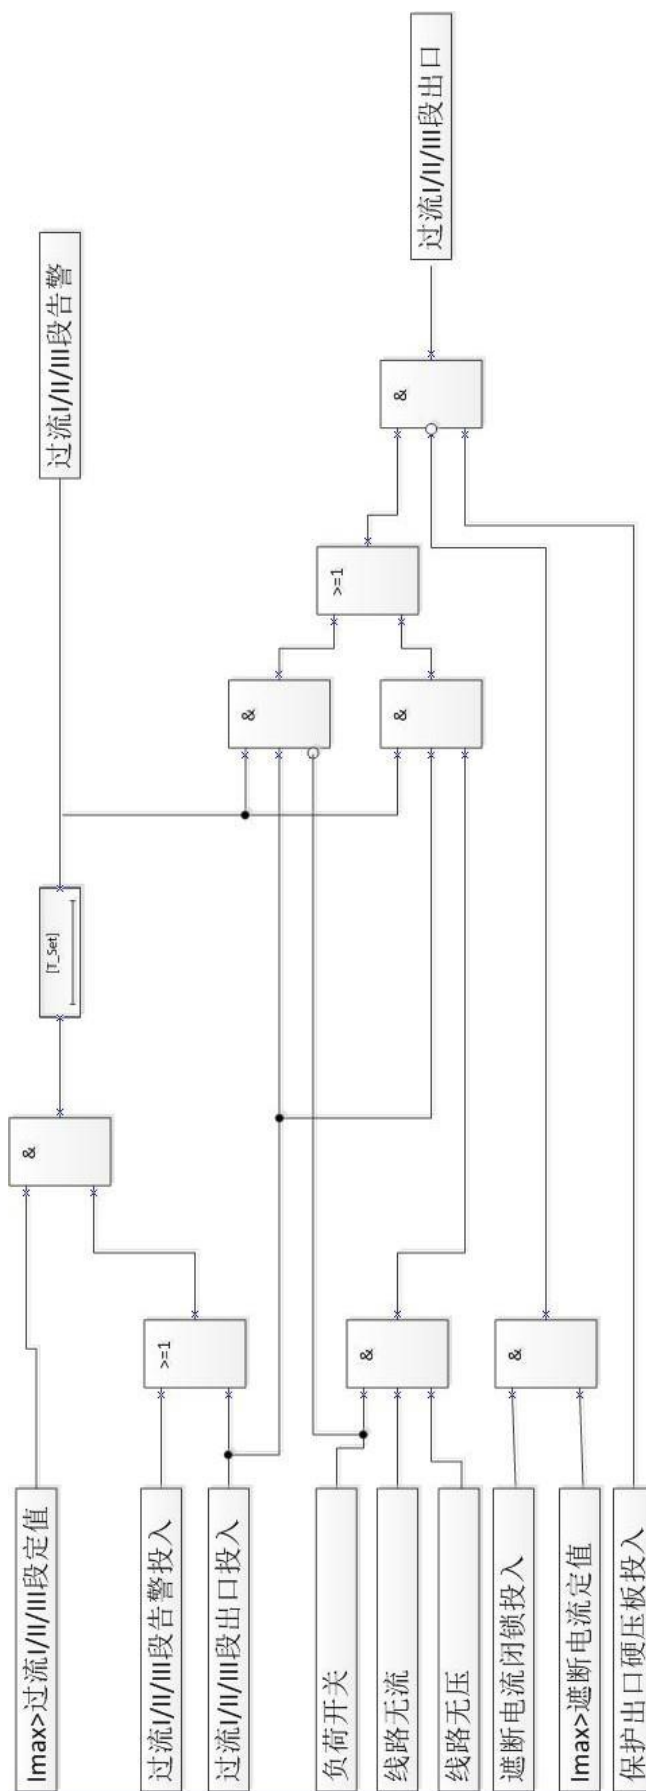 Imax>过流I/II/III段定值
过流I/II/III段告警投入
过流I/II/III段出口投入
负荷开关
线路无流
线路无压
遮断电流闭锁投入
Imax>遮断电流定值
保护出口硬压板投入
>=1
&
&
&
[T_Set]
&
&
>=1
&
过流I/II/III段告警
过流I/II/III段出口